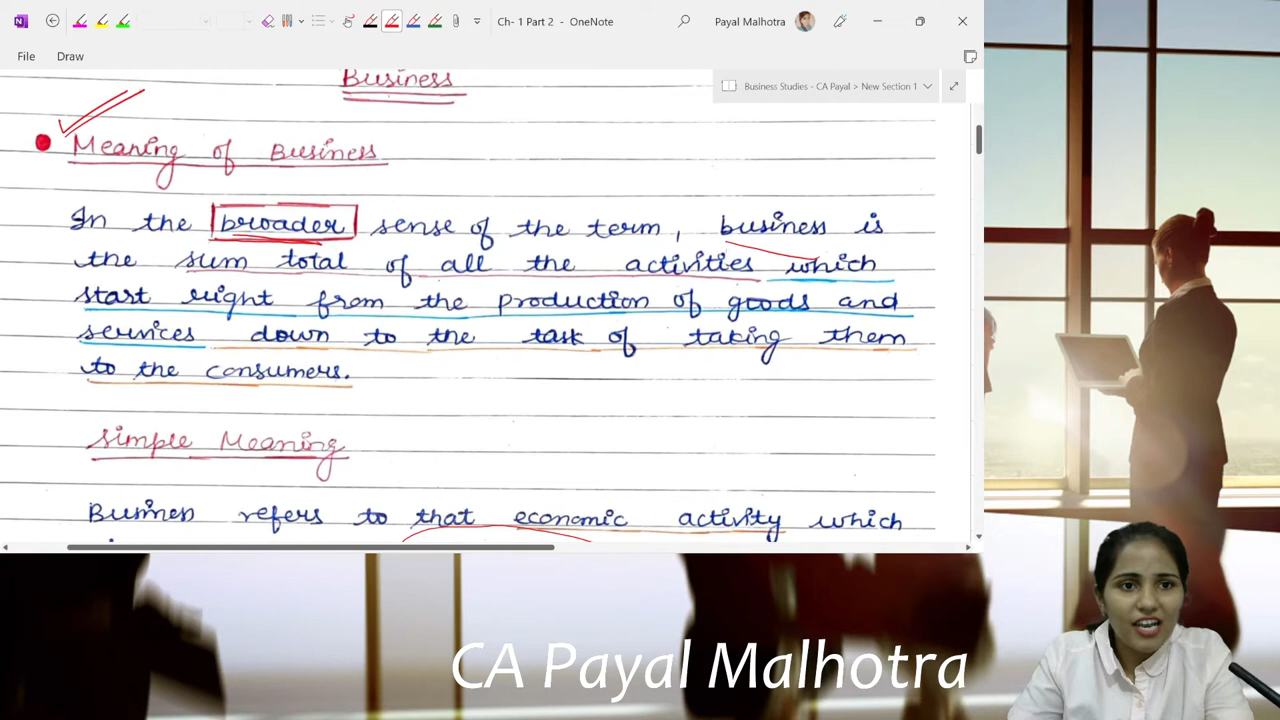 Ch- 1 Part 2 - OneNote
Payal Malhotra
File Draw
Business Studies - CA Payal > New Section 1
Business
Meaning of Business
In the broader sense of the term, business is
the sum total of all the activities which
start right from the production of goods and
services down to the task of taking them
to the consumers.
Simple Meaning
Business refers to that economic activity which
CA Payal Malhotra